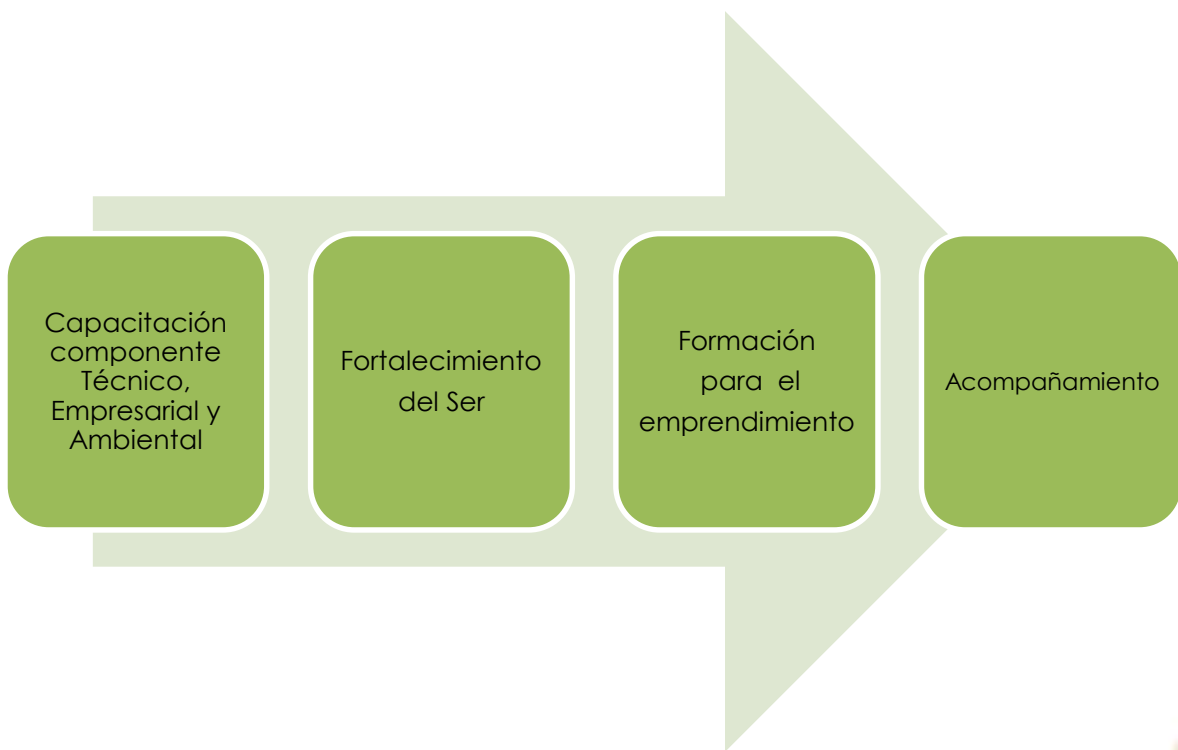 Capacitación
componente
Técnico,
Empresarial y
Ambiental
Fortalecimiento
del Ser
Formación
para el
emprendimiento
Acompañamiento